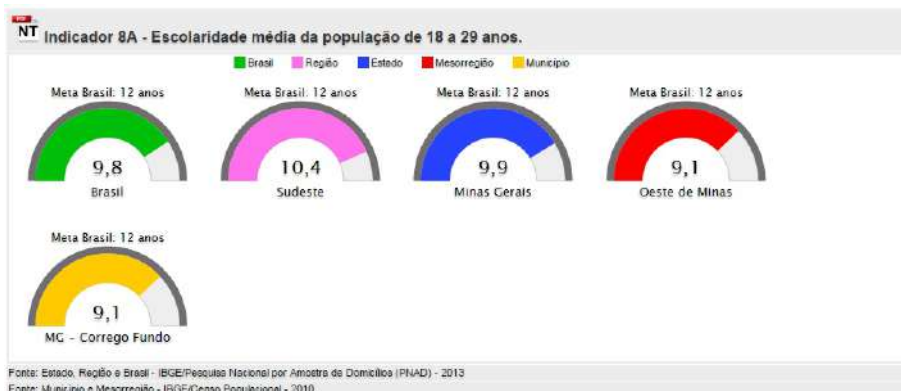 PDF
NT Indicador 8A - Escolaridade média da população de 18 a 29 anos.
Brasil Região Estado Mesorregião Município
Meta Brasil: 12 anos Meta Brasil: 12 anos Meta Brasil: 12 anos Meta Brasil: 12 anos
9,8 10,4 9,9 9,1
Brasil Sudeste Minas Gerais Oeste de Minas
Meta Brasil: 12 anos
9,1
MG - Corrego Fundo
Fonte: Estado, Região e Brasil - IBGE/Pesquisa Nacional por Amostra de Domicílios (PNAD) - 2013
Fonte: Município e Mesorregião - IBGE/Censo Populacional - 2010